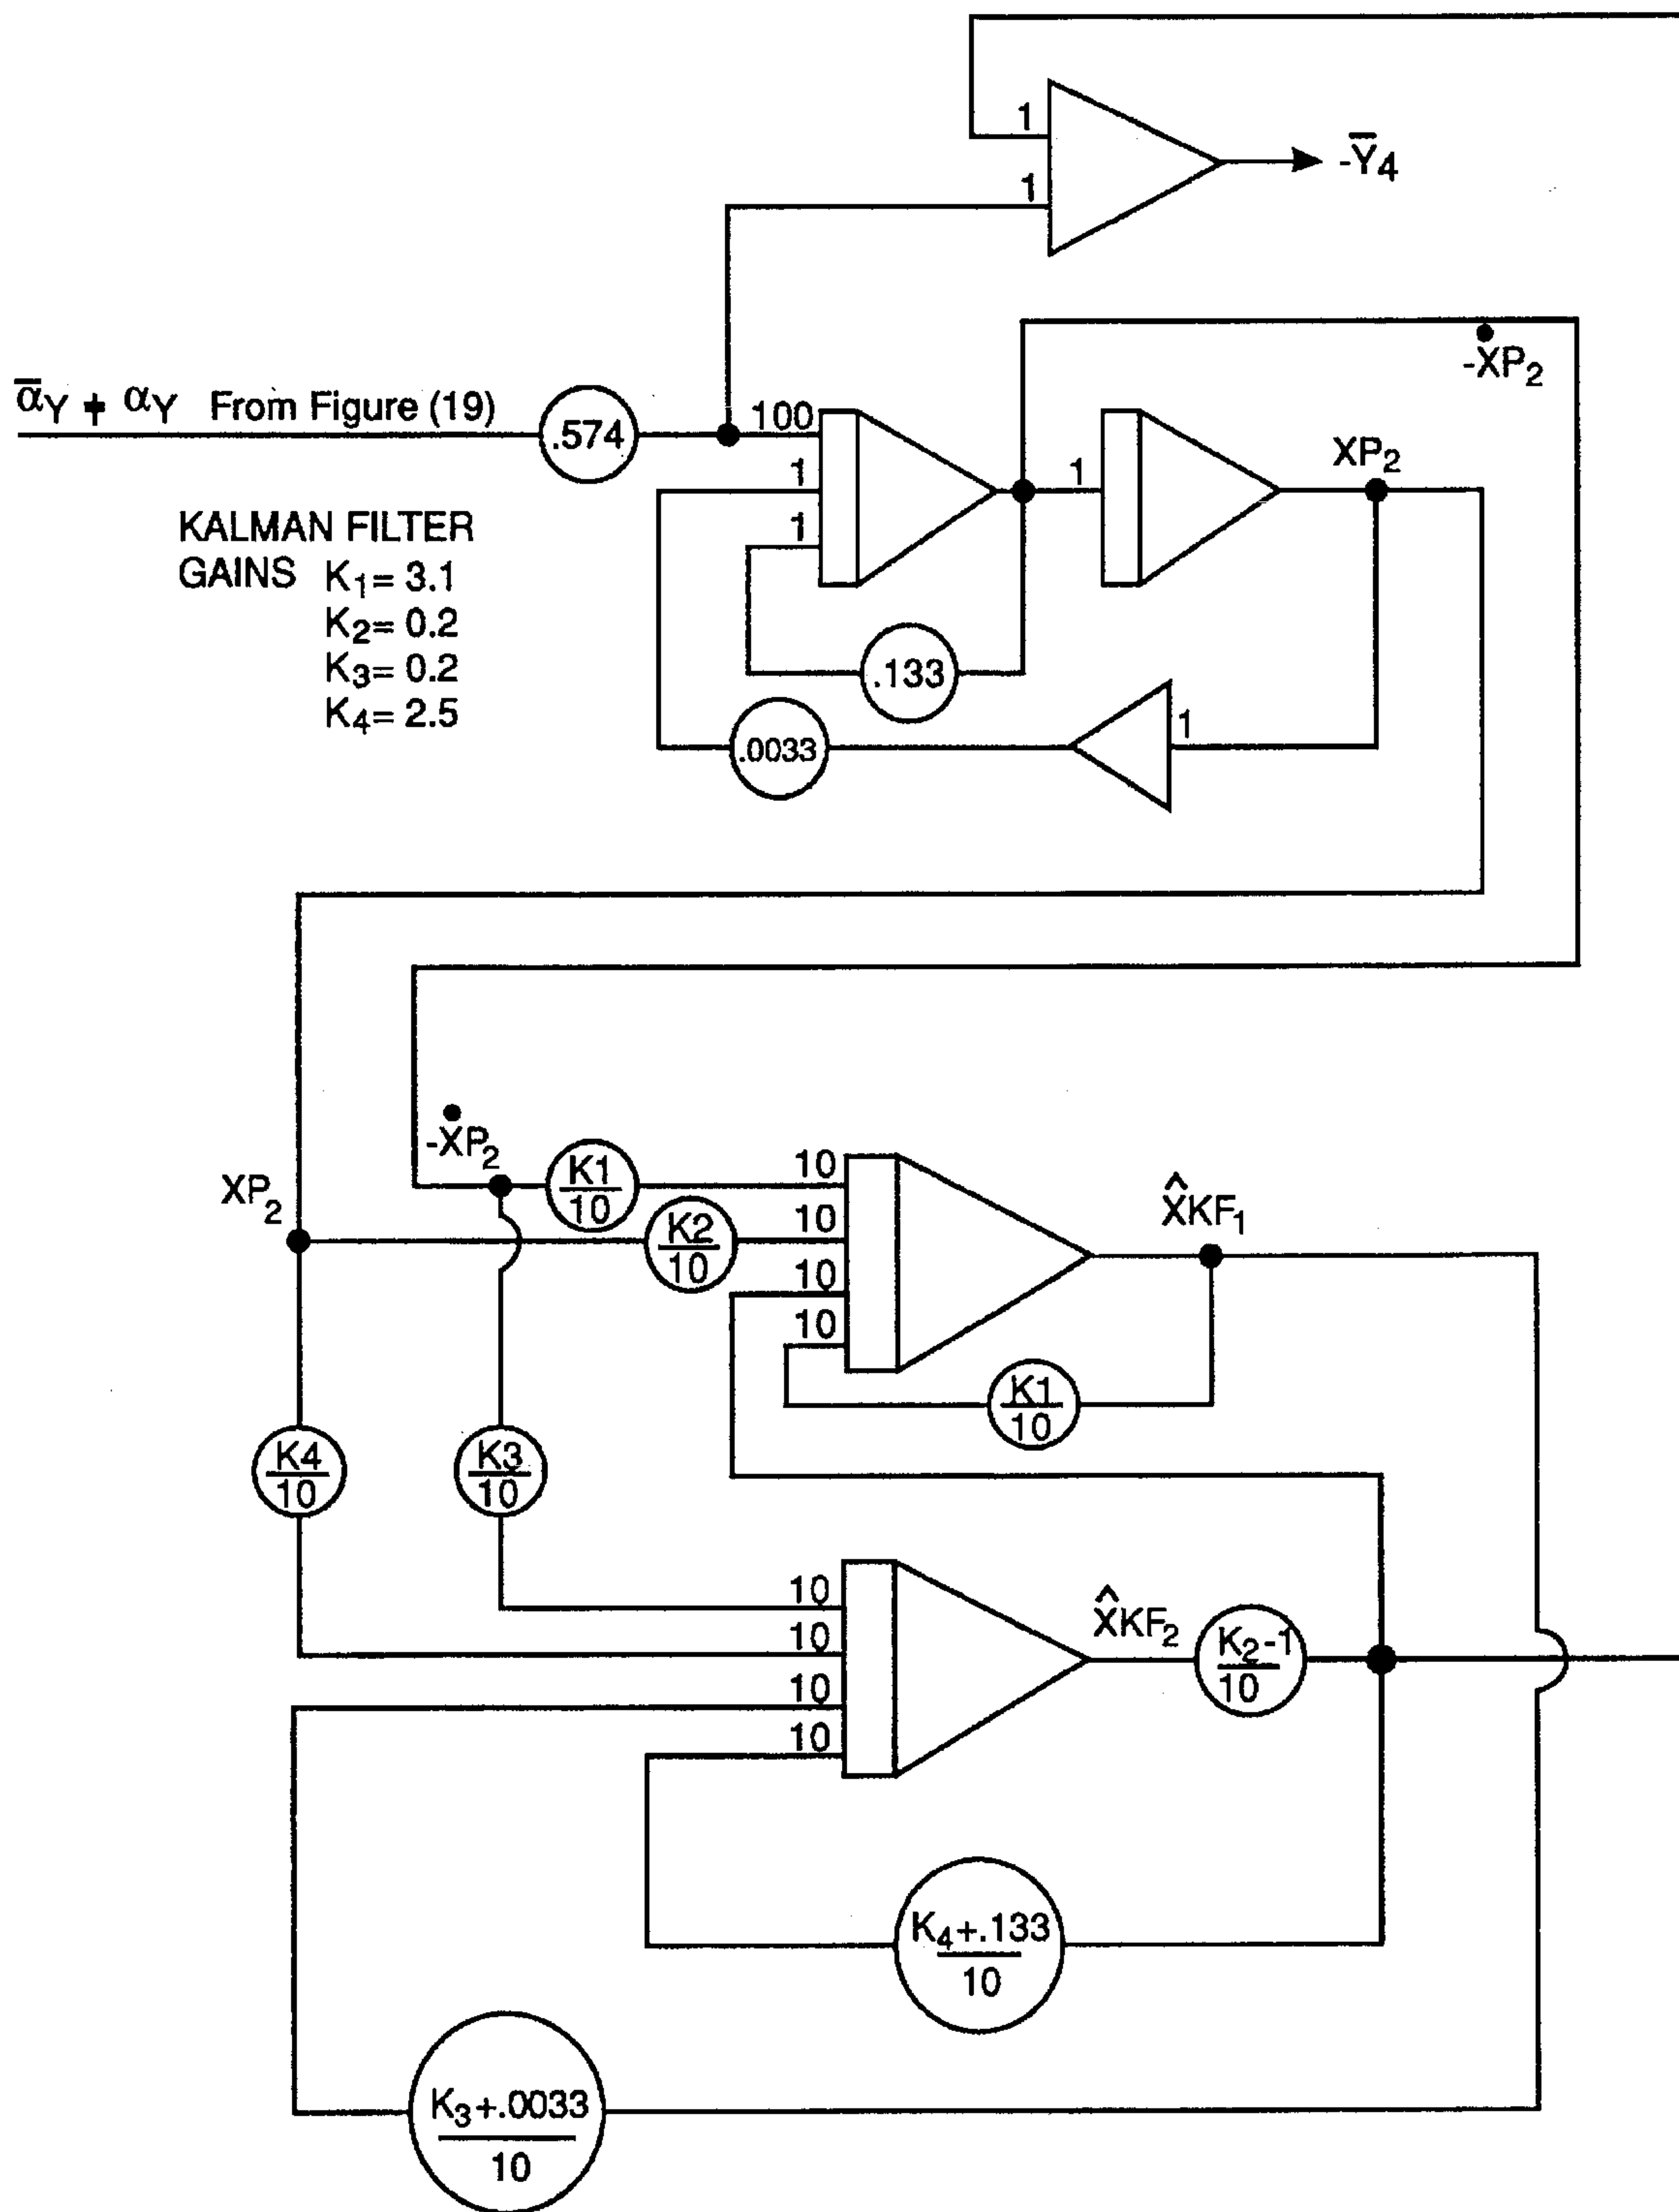 1
1
-Y̅4
-ẊP2
α̅Y + αY From Figure (19)
.574
100
1
1
1
XP2
KALMAN FILTER
GAINS K1= 3.1
K2= 0.2
K3= 0.2
K4= 2.5
.133
.0033
1
-ẊP2
XP2
K1/10
10
K2/10
10
10
10
X̂KF1
K1/10
K4/10
K3/10
10
10
10
10
X̂KF2
K2-1/10
K4+.133/10
K3+.0033/10